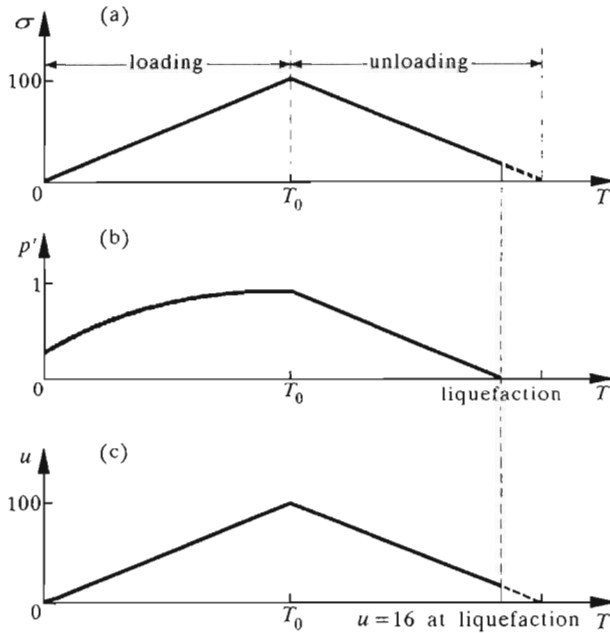 (a)
σ
loading
unloading
100
0
T₀
T
(b)
p′
1
0
T₀
liquefaction
T
(c)
u
100
0
T₀
u = 16 at liquefaction
T